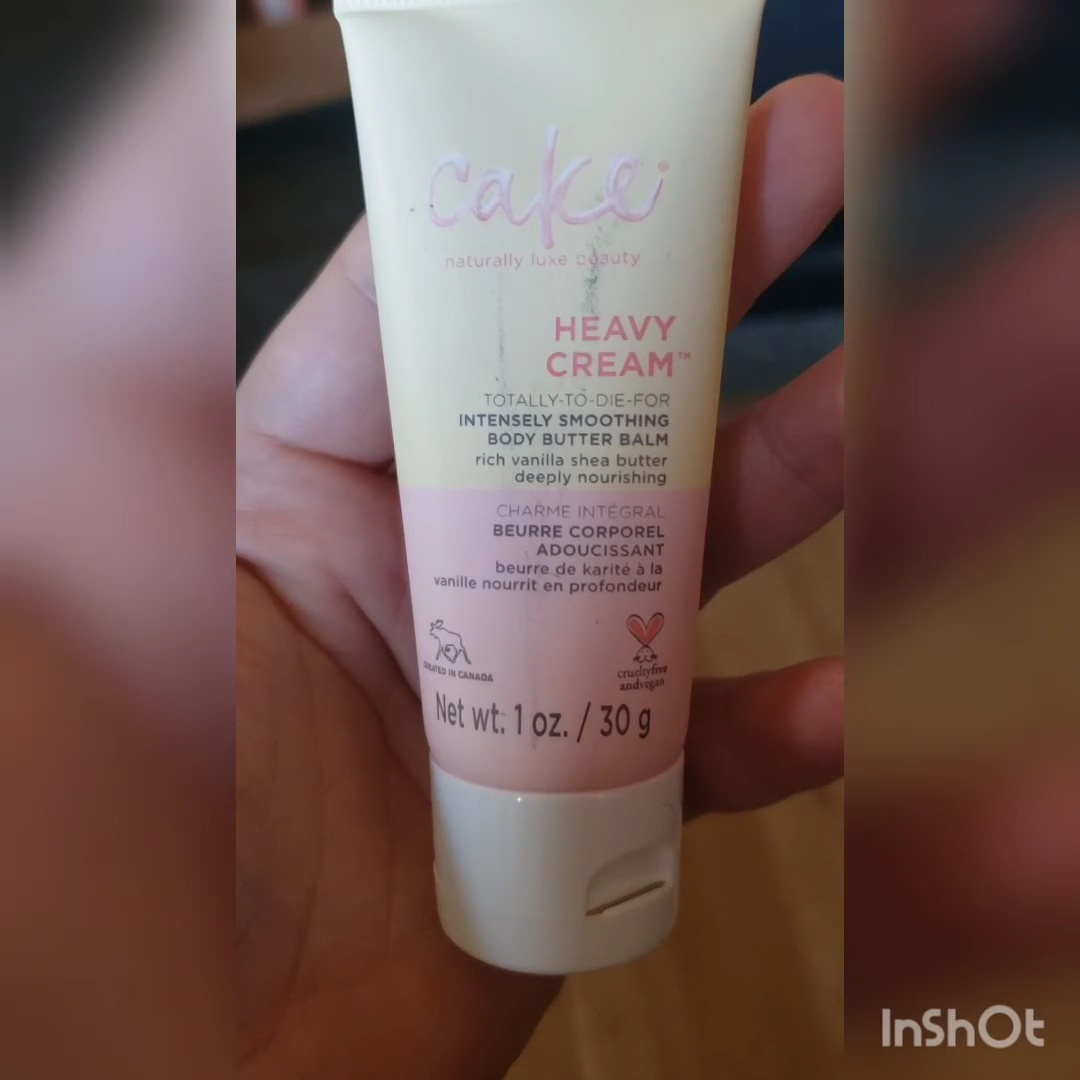 cake®
naturally luxe beauty
HEAVY
CREAM™
TOTALLY-TO-DIE-FOR
INTENSELY SMOOTHING
BODY BUTTER BALM
rich vanilla shea butter
deeply nourishing
CHARME INTÉGRAL
BEURRE CORPOREL
ADOUCISSANT
beurre de karité à la
vanille nourrit en profondeur
CREATED IN CANADA
crueltyfree
andvegan
Net wt. 1 oz. / 30 g
InShOt